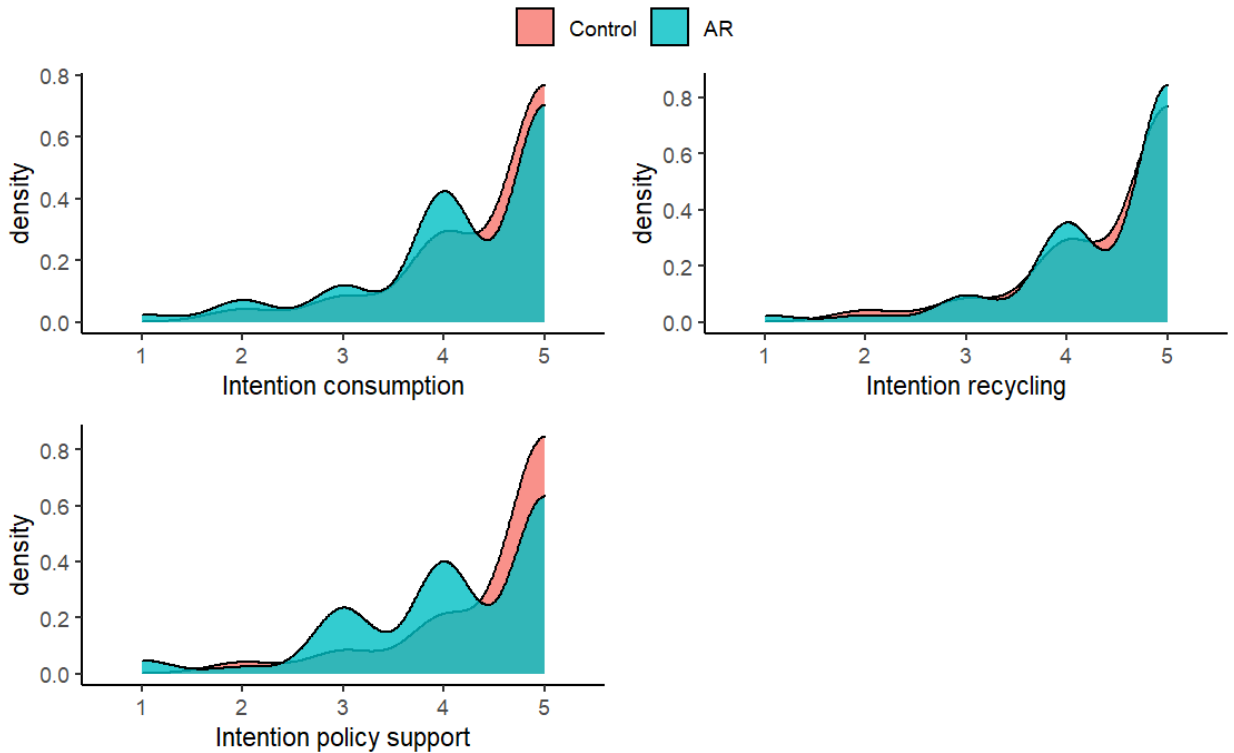 Control AR
0.8
0.6
0.4
0.2
0.0
density
1 2 3 4 5
Intention consumption
0.8
0.6
0.4
0.2
0.0
density
1 2 3 4 5
Intention recycling
0.8
0.6
0.4
0.2
0.0
density
1 2 3 4 5
Intention policy support